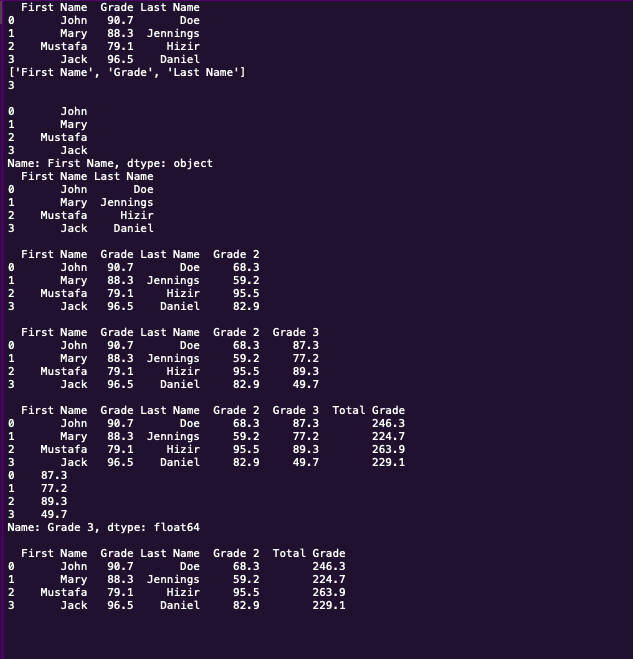 First Name  Grade Last Name
0       John   90.7       Doe
1       Mary   88.3  Jennings
2    Mustafa   79.1     Hizir
3       Jack   96.5    Daniel
['First Name', 'Grade', 'Last Name']
3

0       John
1       Mary
2    Mustafa
3       Jack
Name: First Name, dtype: object
  First Name Last Name
0       John       Doe
1       Mary  Jennings
2    Mustafa     Hizir
3       Jack    Daniel

  First Name  Grade Last Name  Grade 2
0       John   90.7       Doe     68.3
1       Mary   88.3  Jennings     59.2
2    Mustafa   79.1     Hizir     95.5
3       Jack   96.5    Daniel     82.9

  First Name  Grade Last Name  Grade 2  Grade 3
0       John   90.7       Doe     68.3     87.3
1       Mary   88.3  Jennings     59.2     77.2
2    Mustafa   79.1     Hizir     95.5     89.3
3       Jack   96.5    Daniel     82.9     49.7

  First Name  Grade Last Name  Grade 2  Grade 3  Total Grade
0       John   90.7       Doe     68.3     87.3        246.3
1       Mary   88.3  Jennings     59.2     77.2        224.7
2    Mustafa   79.1     Hizir     95.5     89.3        263.9
3       Jack   96.5    Daniel     82.9     49.7        229.1
0    87.3
1    77.2
2    89.3
3    49.7
Name: Grade 3, dtype: float64

  First Name  Grade Last Name  Grade 2  Total Grade
0       John   90.7       Doe     68.3        246.3
1       Mary   88.3  Jennings     59.2        224.7
2    Mustafa   79.1     Hizir     95.5        263.9
3       Jack   96.5    Daniel     82.9        229.1